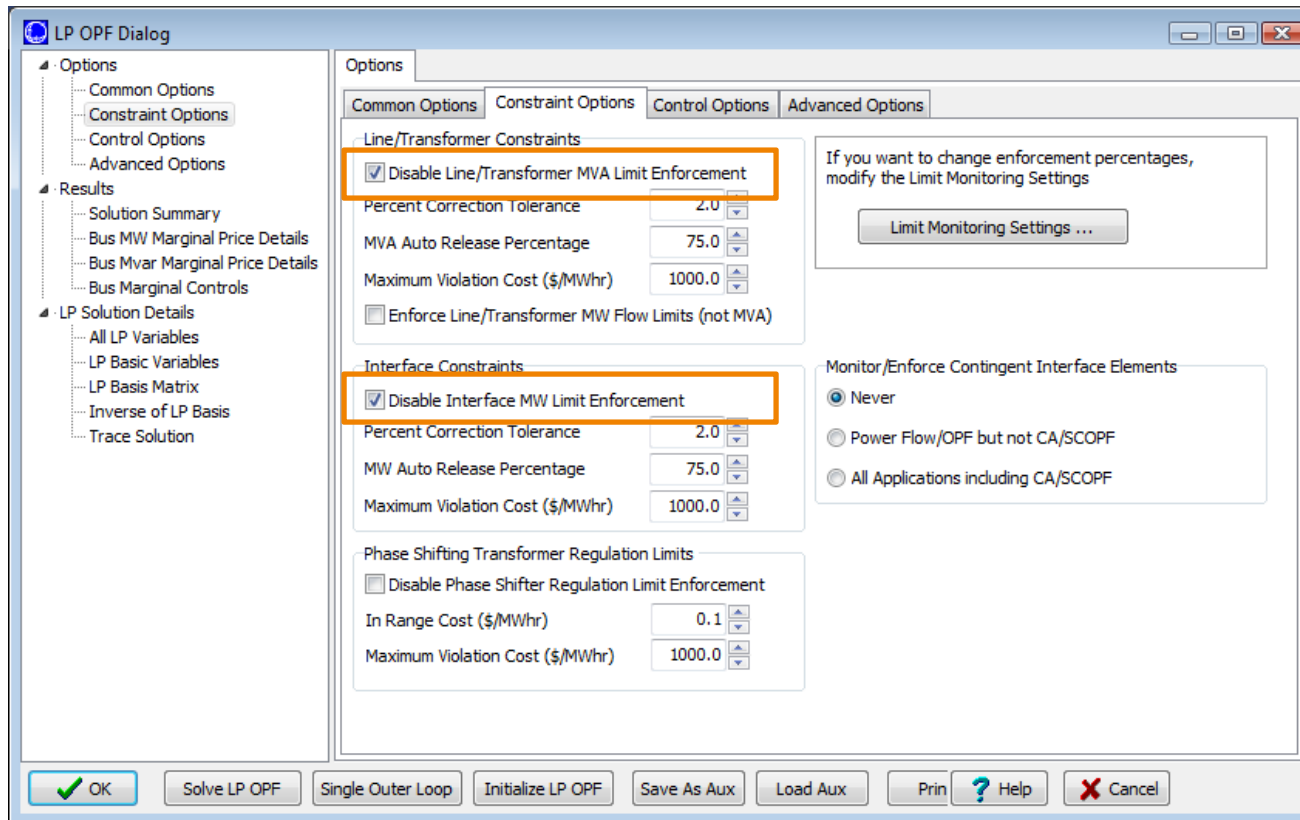 LP OPF Dialog
Options
Common Options
Constraint Options
Control Options
Advanced Options
Results
Solution Summary
Bus MW Marginal Price Details
Bus Mvar Marginal Price Details
Bus Marginal Controls
LP Solution Details
All LP Variables
LP Basic Variables
LP Basis Matrix
Inverse of LP Basis
Trace Solution
Options
Common Options Constraint Options Control Options Advanced Options
Line/Transformer Constraints
Disable Line/Transformer MVA Limit Enforcement
Percent Correction Tolerance 2.0
MVA Auto Release Percentage 75.0
Maximum Violation Cost ($/MWhr) 1000.0
Enforce Line/Transformer MW Flow Limits (not MVA)
If you want to change enforcement percentages,
modify the Limit Monitoring Settings
Limit Monitoring Settings ...
Interface Constraints
Disable Interface MW Limit Enforcement
Percent Correction Tolerance 2.0
MW Auto Release Percentage 75.0
Maximum Violation Cost ($/MWhr) 1000.0
Monitor/Enforce Contingent Interface Elements
Never
Power Flow/OPF but not CA/SCOPF
All Applications including CA/SCOPF
Phase Shifting Transformer Regulation Limits
Disable Phase Shifter Regulation Limit Enforcement
In Range Cost ($/MWhr) 0.1
Maximum Violation Cost ($/MWhr) 1000.0
OK Solve LP OPF Single Outer Loop Initialize LP OPF Save As Aux Load Aux Prin Help Cancel